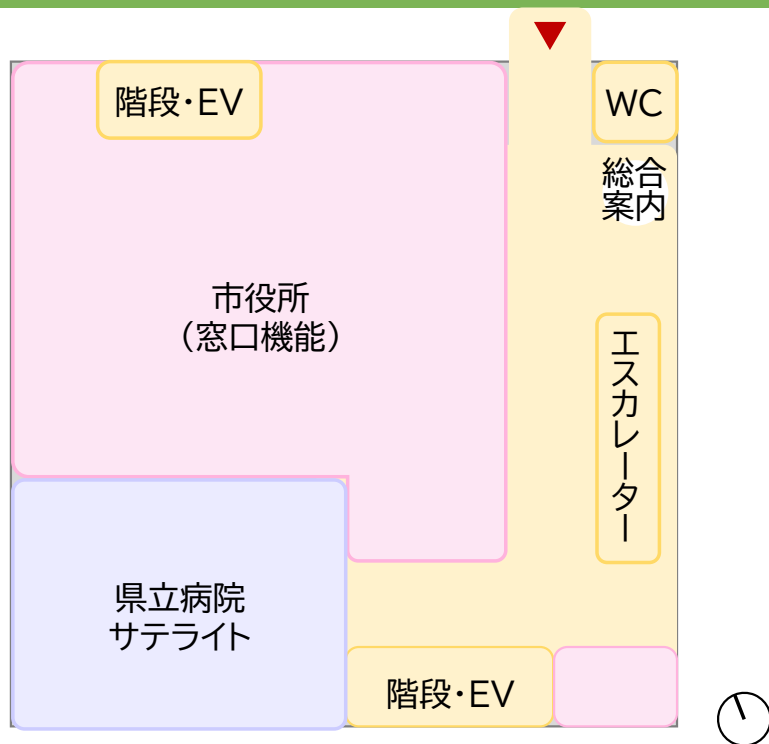 階段・EV
WC
総合
案内
市役所
（窓口機能）
エスカレーター
県立病院
サテライト
階段・EV